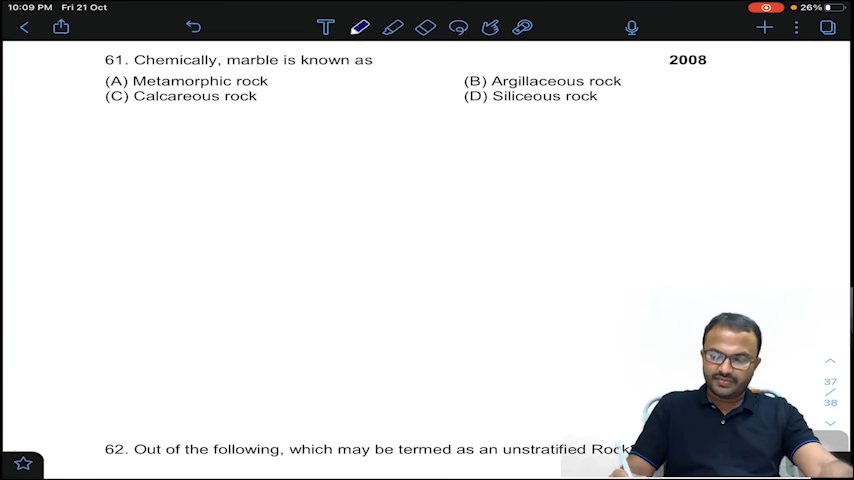 10:09 PM Fri 21 Oct
26%
61. Chemically, marble is known as 2008
(A) Metamorphic rock (B) Argillaceous rock
(C) Calcareous rock (D) Siliceous rock
37
/
38
62. Out of the following, which may be termed as an unstratified Rock?